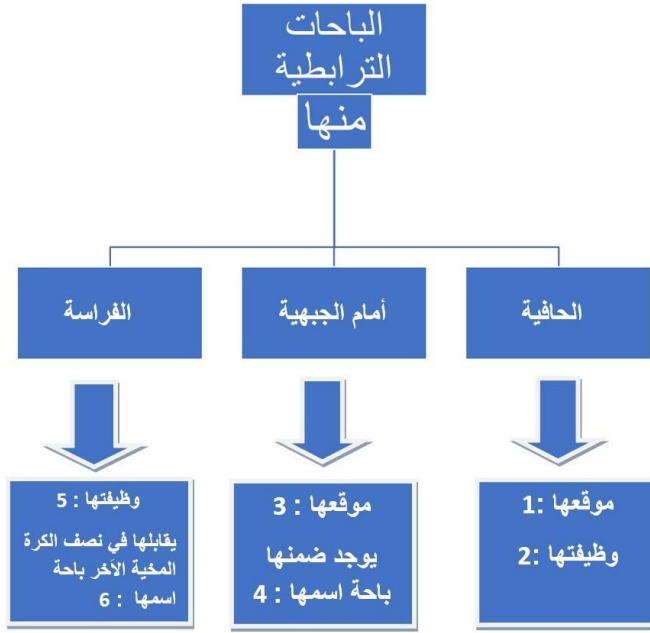 الباحات
الترابطية
منها
الحافية
أمام الجبهية
الفراسة
موقعها :1
وظيفتها :2
موقعها : 3
يوجد ضمنها
باحة اسمها : 4
وظيفتها : 5
يقابلها في نصف الكرة
المخية الآخر باحة
اسمها : 6